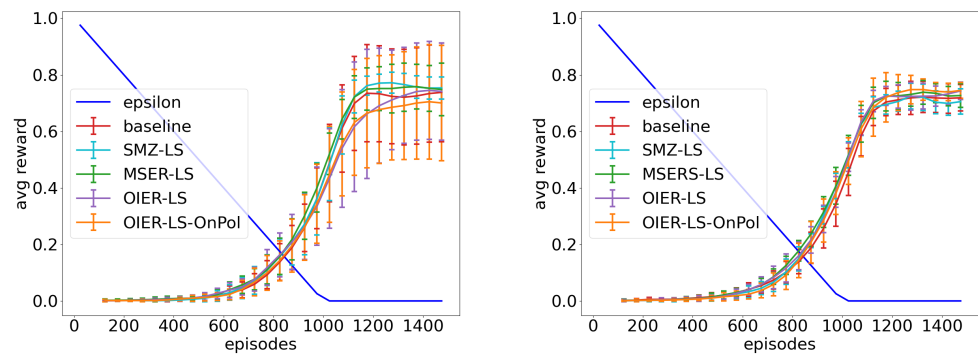 1.0
0.8
0.6
0.4
0.2
0.0
avg reward
epsilon
baseline
SMZ-LS
MSER-LS
OIER-LS
OIER-LS-OnPol
0 200 400 600 800 1000 1200 1400
episodes
1.0
0.8
0.6
0.4
0.2
0.0
avg reward
epsilon
baseline
SMZ-LS
MSERS-LS
OIER-LS
OIER-LS-OnPol
0 200 400 600 800 1000 1200 1400
episodes